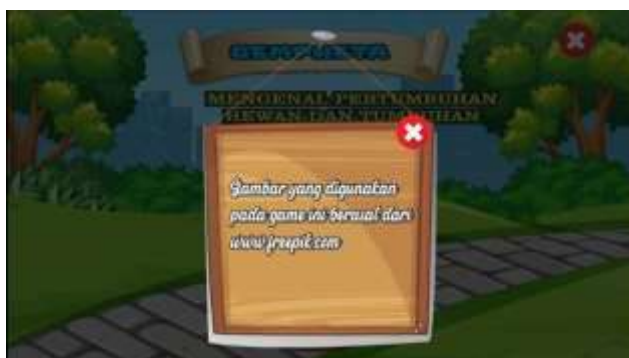 MENGENAL PERTUMBUHAN
HEWAN DAN TUMBUHAN
Gambar yang digunakan
pada game ini berasal dari
www.freepik.com